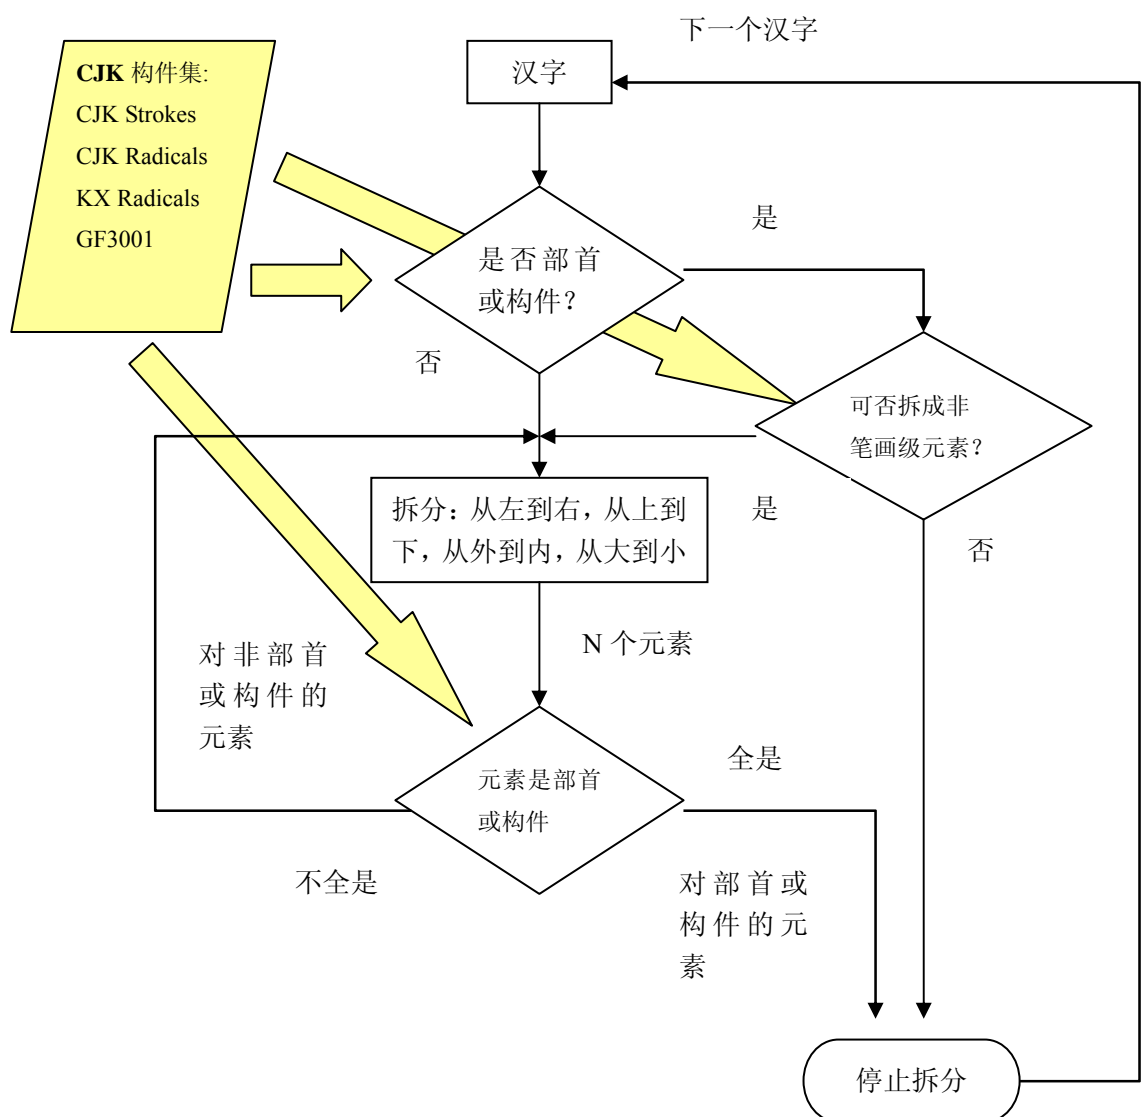 下一个汉字
CJK 构件集:
CJK Strokes
CJK Radicals
KX Radicals
GF3001
汉字
是否部首
或构件？
是
否
可否拆成非
笔画级元素？
拆分：从左到右，从上到
下，从外到内，从大到小
是
否
N 个元素
对非部首
或构件的
元素
元素是部首
或构件
全是
不全是
对部首或
构件的元
素
停止拆分